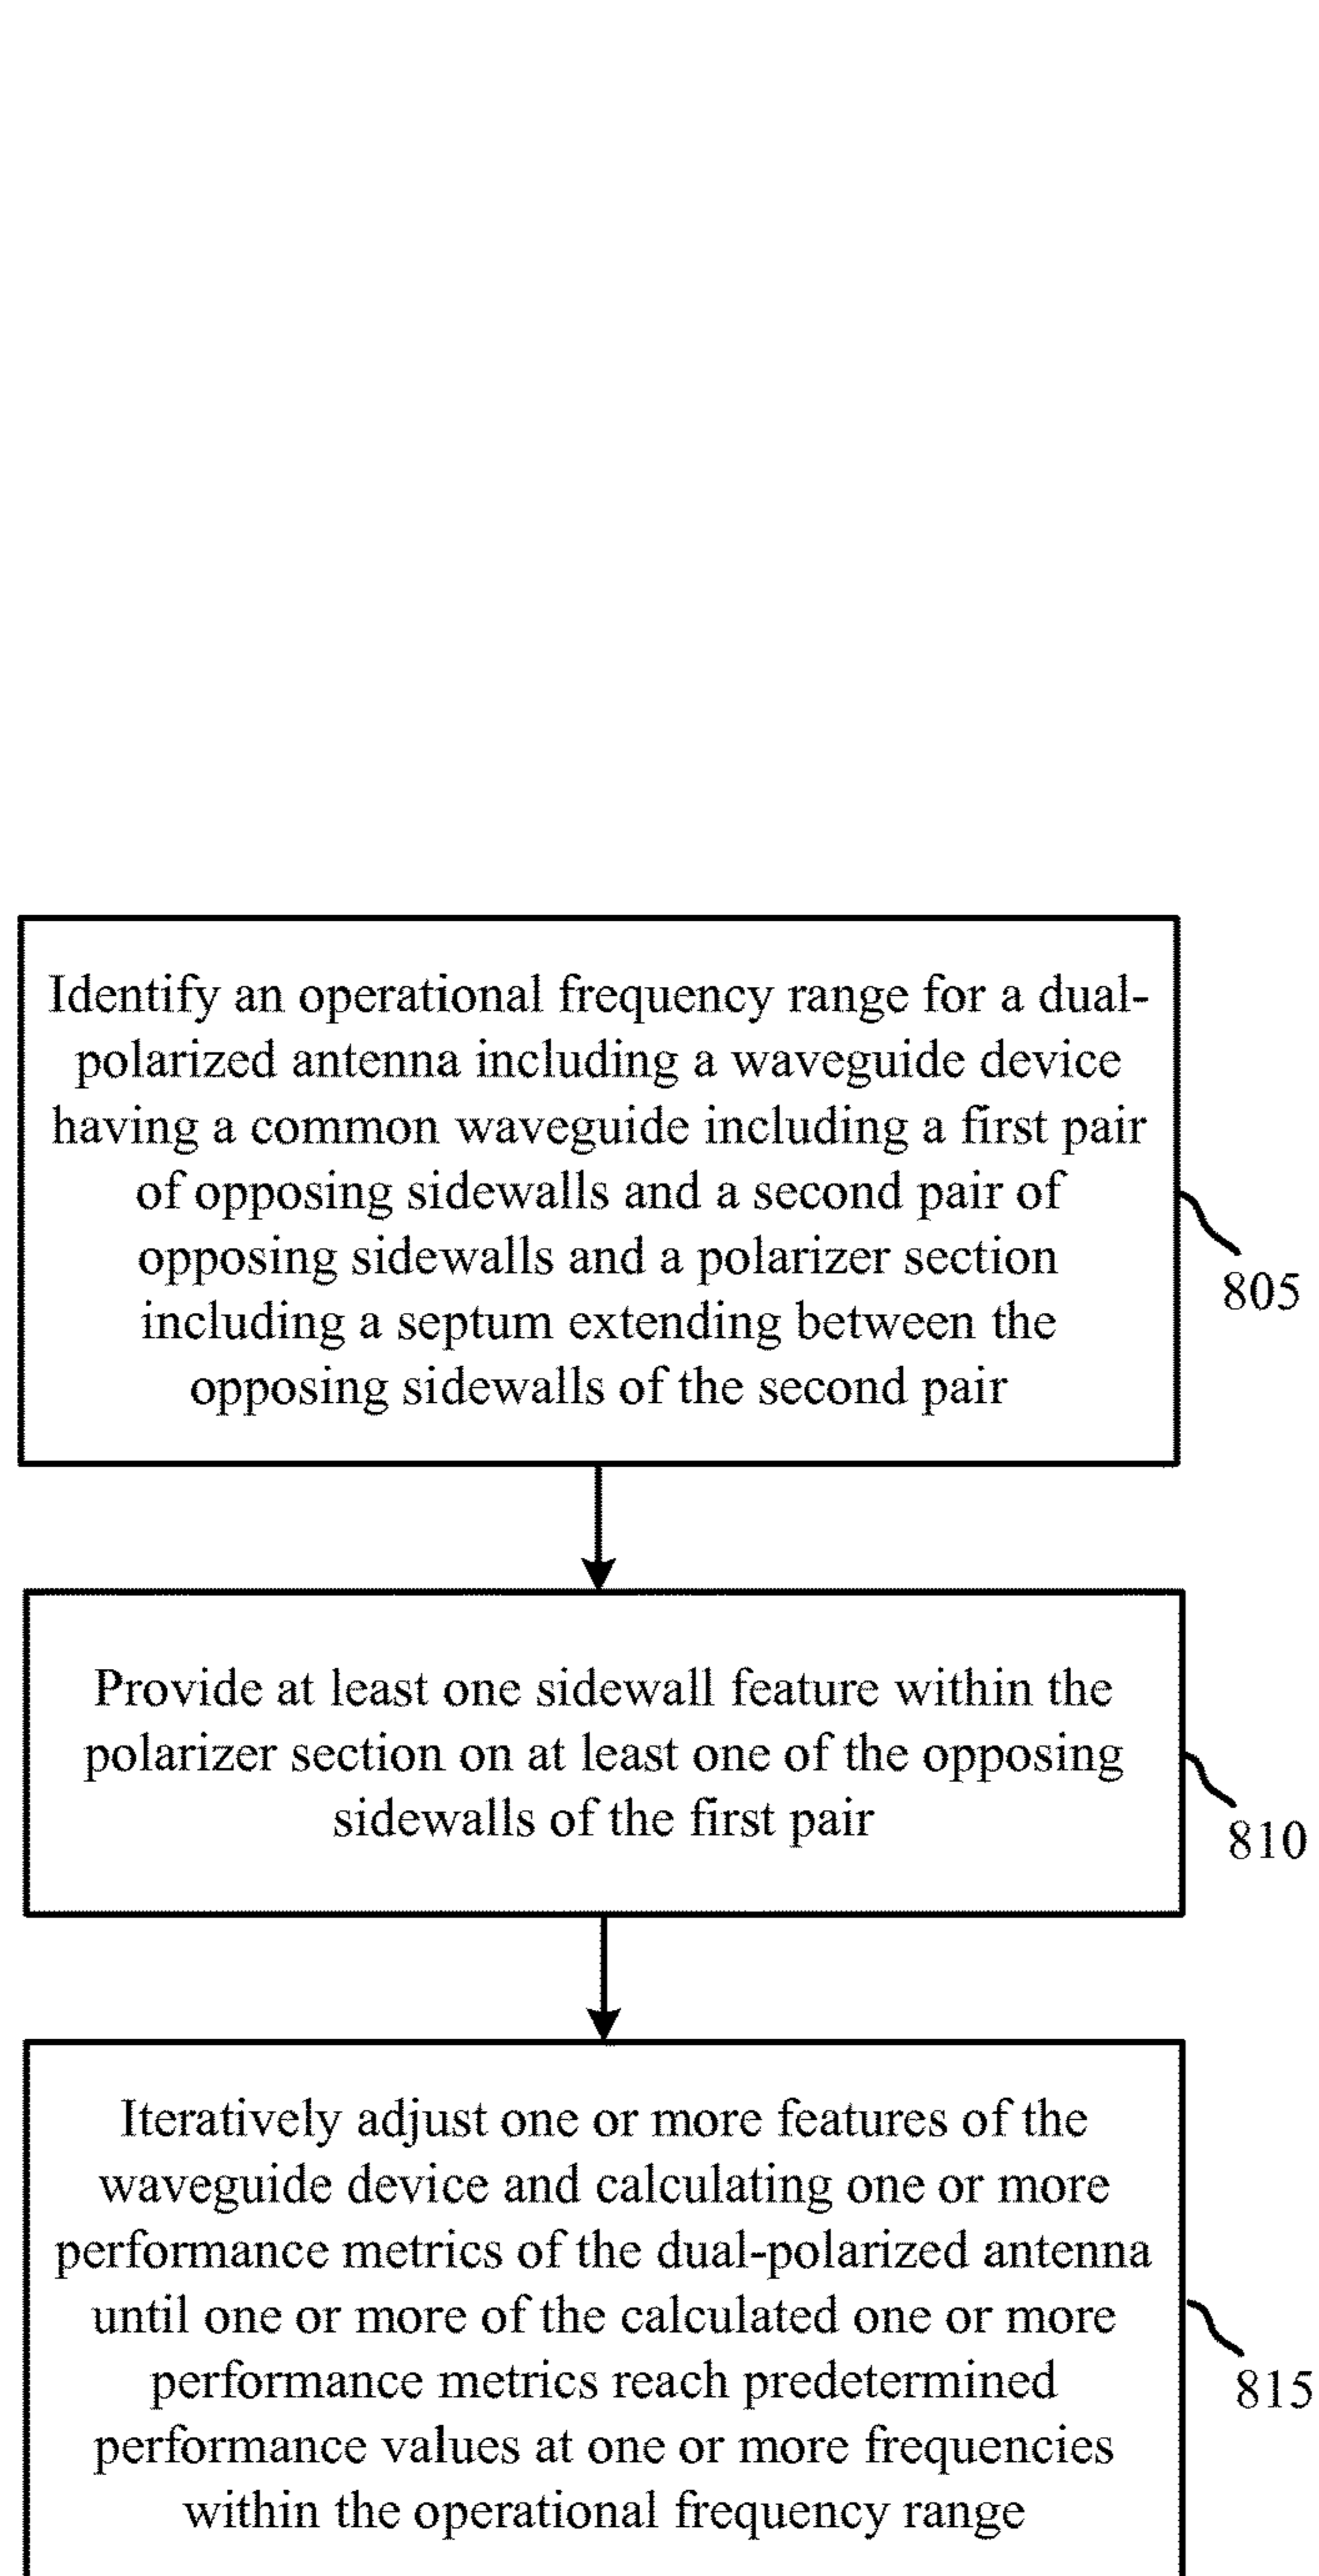 Identify an operational frequency range for a dual-
polarized antenna including a waveguide device
having a common waveguide including a first pair
of opposing sidewalls and a second pair of
opposing sidewalls and a polarizer section
including a septum extending between the
opposing sidewalls of the second pair
805
Provide at least one sidewall feature within the
polarizer section on at least one of the opposing
sidewalls of the first pair
810
Iteratively adjust one or more features of the
waveguide device and calculating one or more
performance metrics of the dual-polarized antenna
until one or more of the calculated one or more
performance metrics reach predetermined
performance values at one or more frequencies
within the operational frequency range
815